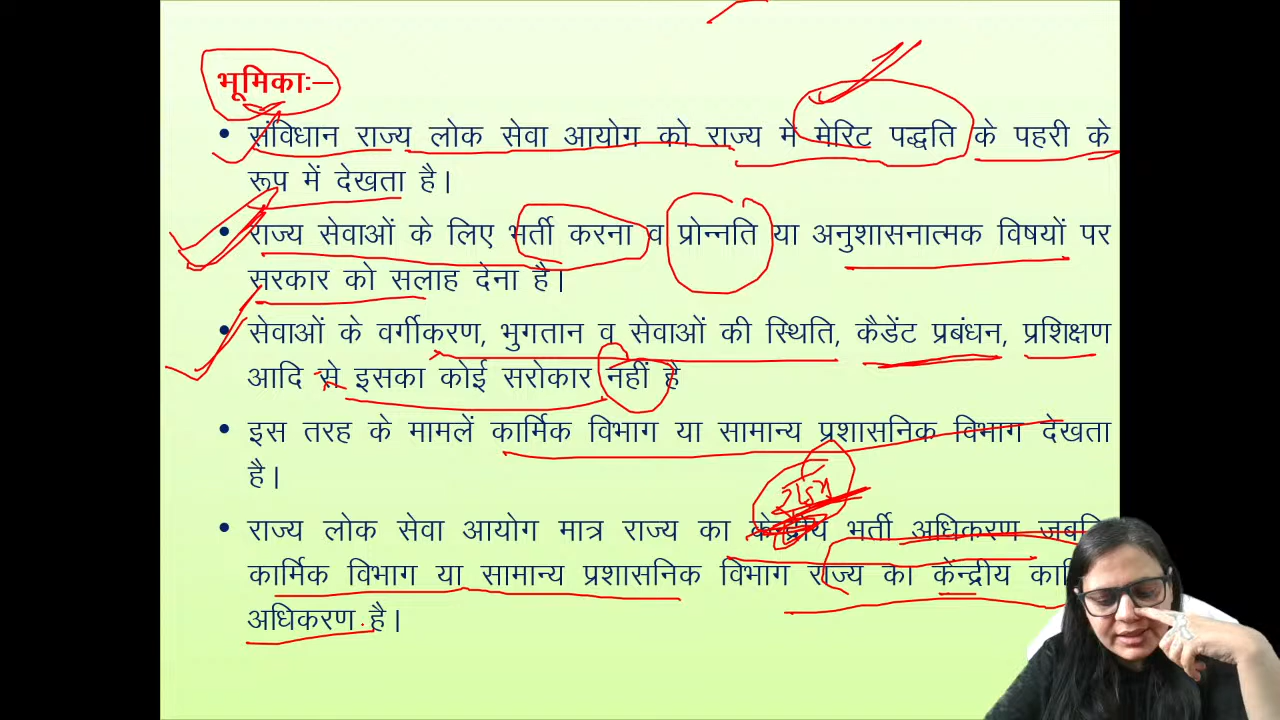 भूमिका:–
• संविधान राज्य लोक सेवा आयोग को राज्य में मेरिट पद्धति के पहरी के
रूप में देखता है।
• राज्य सेवाओं के लिए भर्ती करना व प्रोन्नति या अनुशासनात्मक विषयों पर
सरकार को सलाह देना है।
• सेवाओं के वर्गीकरण, भुगतान व सेवाओं की स्थिति, कैडेंट प्रबंधन, प्रशिक्षण
आदि से इसका कोई सरोकार नहीं है
• इस तरह के मामलें कार्मिक विभाग या सामान्य प्रशासनिक विभाग देखता
है।
राज्य
• राज्य लोक सेवा आयोग मात्र राज्य का केन्द्रीय भर्ती अधिकरण
कार्मिक विभाग या सामान्य प्रशासनिक विभाग राज्य का केंन्द्रीय
अधिकरण है।